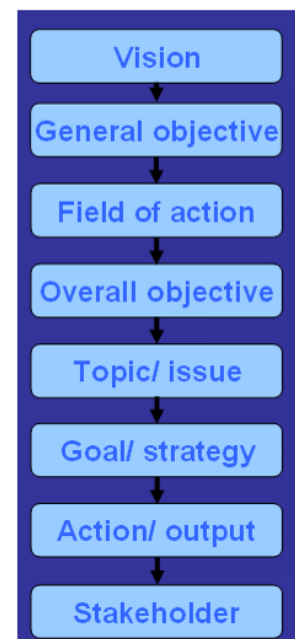 Vision
General objective
Field of action
Overall objective
Topic/ issue
Goal/ strategy
Action/ output
Stakeholder